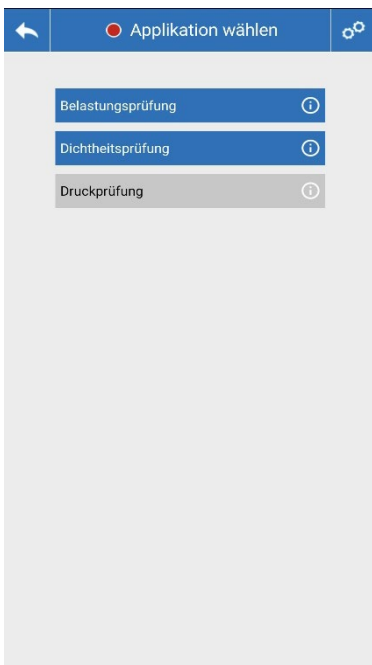 Applikation wählen
Belastungsprüfung
Dichtheitsprüfung
Druckprüfung